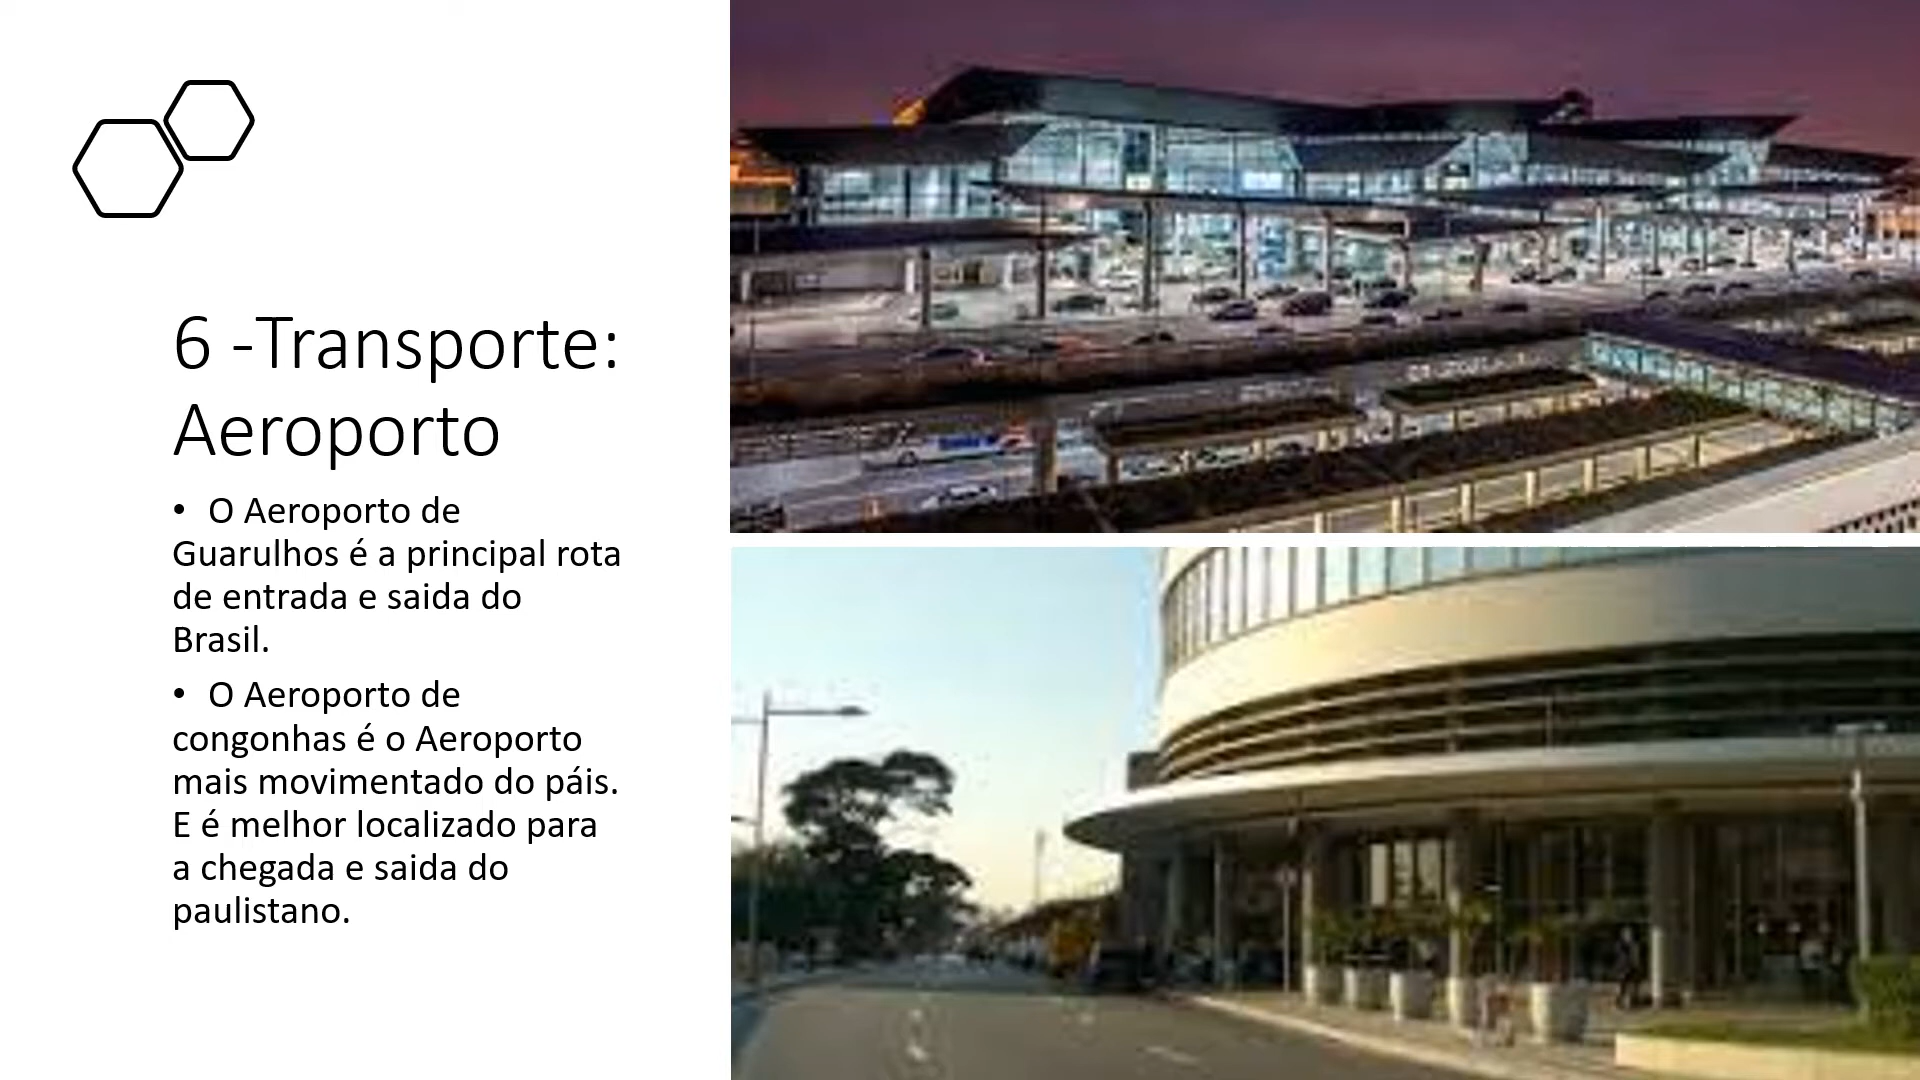 6 -Transporte:
Aeroporto
• O Aeroporto de
Guarulhos é a principal rota
de entrada e saida do
Brasil.
• O Aeroporto de
congonhas é o Aeroporto
mais movimentado do páis.
E é melhor localizado para
a chegada e saida do
paulistano.